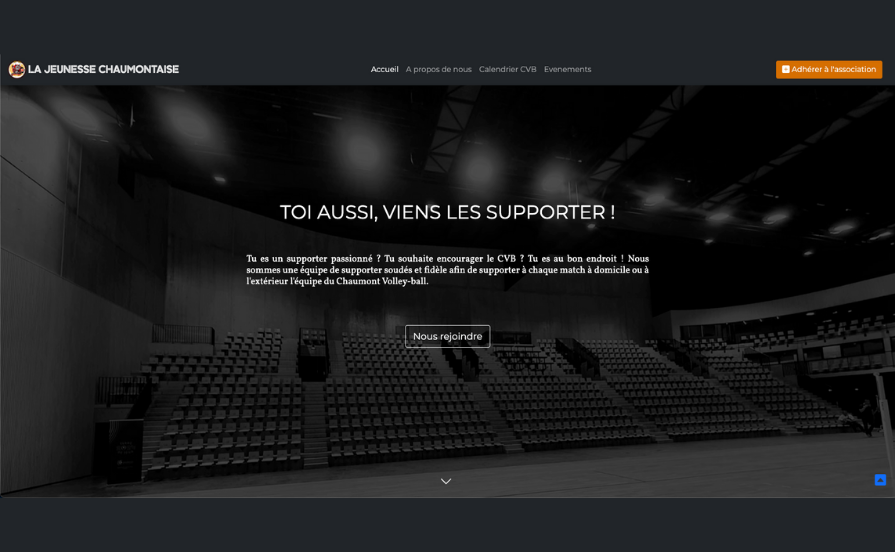 LA JEUNESSE CHAUMONTAISE
Accueil A propos de nous Calendrier CVB Evenements
Adhérer à l'association
TOI AUSSI, VIENS LES SUPPORTER !
Tu es un supporter passionné ? Tu souhaite encourager le CVB ? Tu es au bon endroit ! Nous
sommes une équipe de supporter soudés et fidèle afin de supporter à chaque match à domicile ou à
l'extérieur l'équipe du Chaumont Volley-ball.
Nous rejoindre